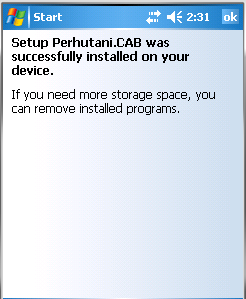 Start 2:31 ok
Setup Perhutani.CAB was
successfully installed on your
device.
If you need more storage space, you
can remove installed programs.